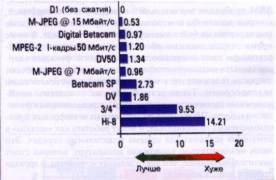 D1 (без сжатия) 0
M-JPEG @ 15 Мбайт/с 0.53
Digital Betacam 0.97
MPEG-2 I-кадры 50 Мбит/с 1.20
DV50 1.34
M-JPEG @ 7 Мбайт/с 0.96
Betacam SP 2.73
DV 1.86
3/4" 9.53
Hi-8 14.21
0 5 10 15 20
Лучше Хуже